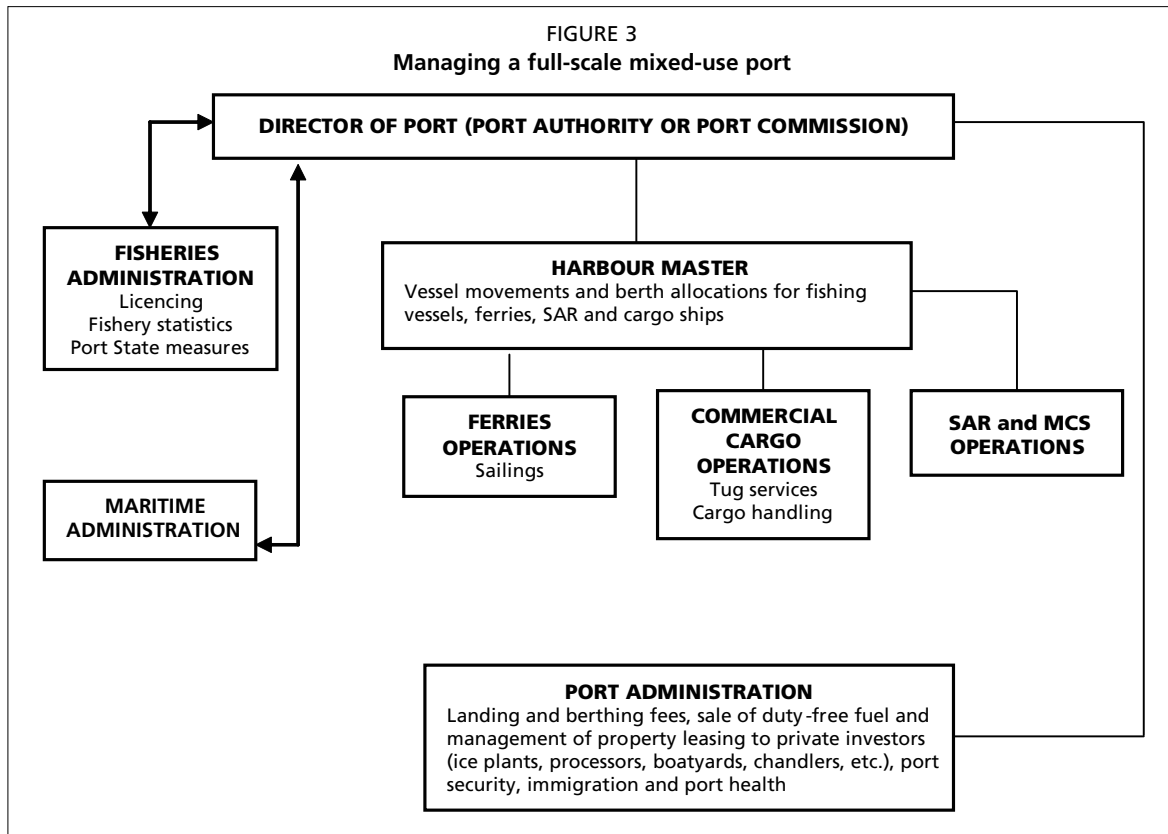 FIGURE 3
Managing a full-scale mixed-use port
DIRECTOR OF PORT (PORT AUTHORITY OR PORT COMMISSION)
FISHERIES
ADMINISTRATION
Licencing
Fishery statistics
Port State measures
HARBOUR MASTER
Vessel movements and berth allocations for fishing
vessels, ferries, SAR and cargo ships
FERRIES
OPERATIONS
Sailings
COMMERCIAL
CARGO
OPERATIONS
Tug services
Cargo handling
SAR and MCS
OPERATIONS
MARITIME
ADMINISTRATION
PORT ADMINISTRATION
Landing and berthing fees, sale of duty-free fuel and
management of property leasing to private investors
(ice plants, processors, boatyards, chandlers, etc.), port
security, immigration and port health